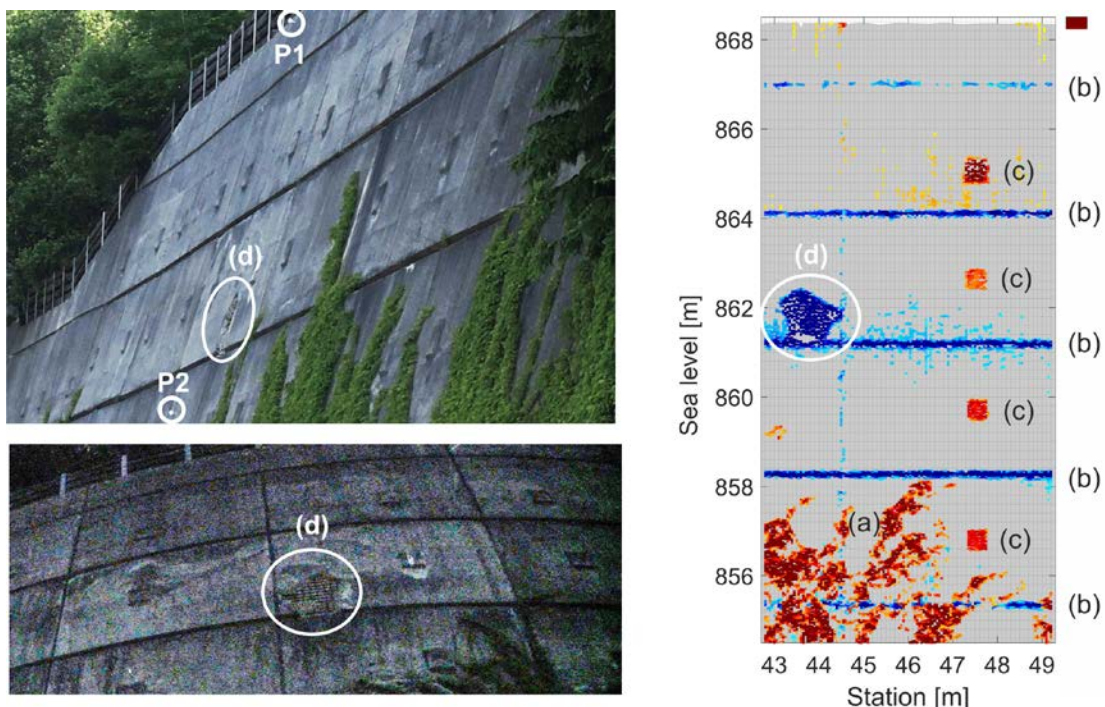 P1
(d)
P2
(d)
868
866
864
862
860
858
856
Sea level [m]
43 44 45 46 47 48 49
Station [m]
(b)
(c)
(b)
(d)
(c)
(b)
(c)
(b)
(a)
(c)
(b)